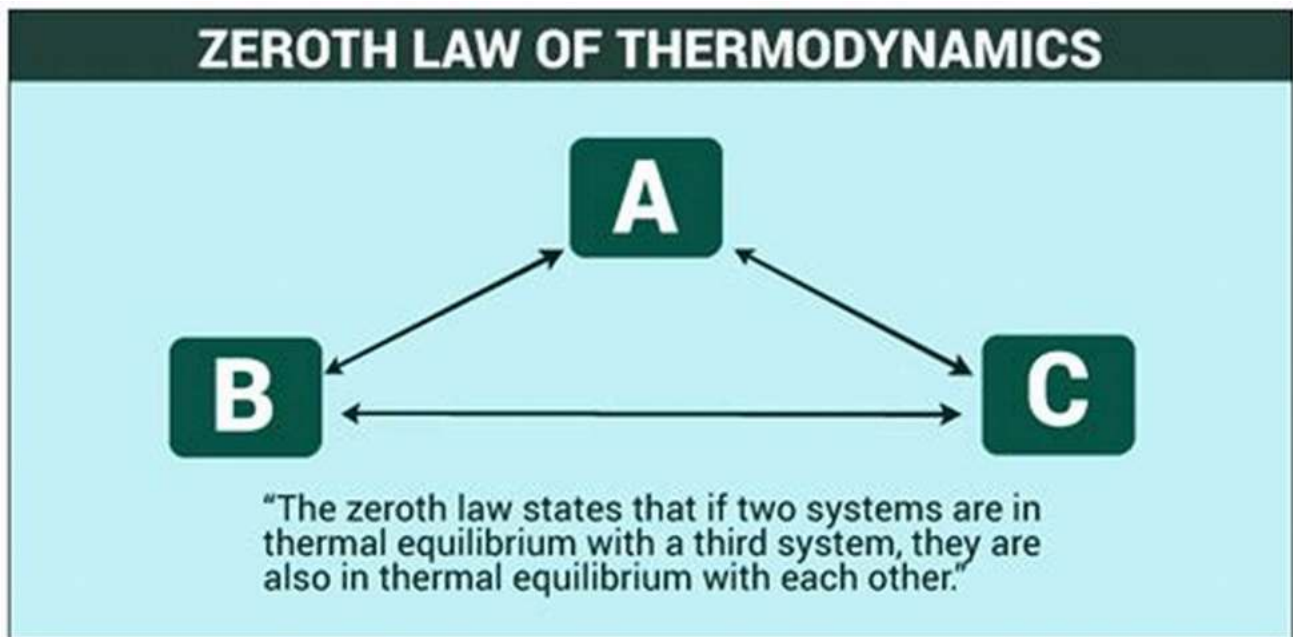 ZEROTH LAW OF THERMODYNAMICS
A
B
C
“The zeroth law states that if two systems are in
thermal equilibrium with a third system, they are
also in thermal equilibrium with each other.”